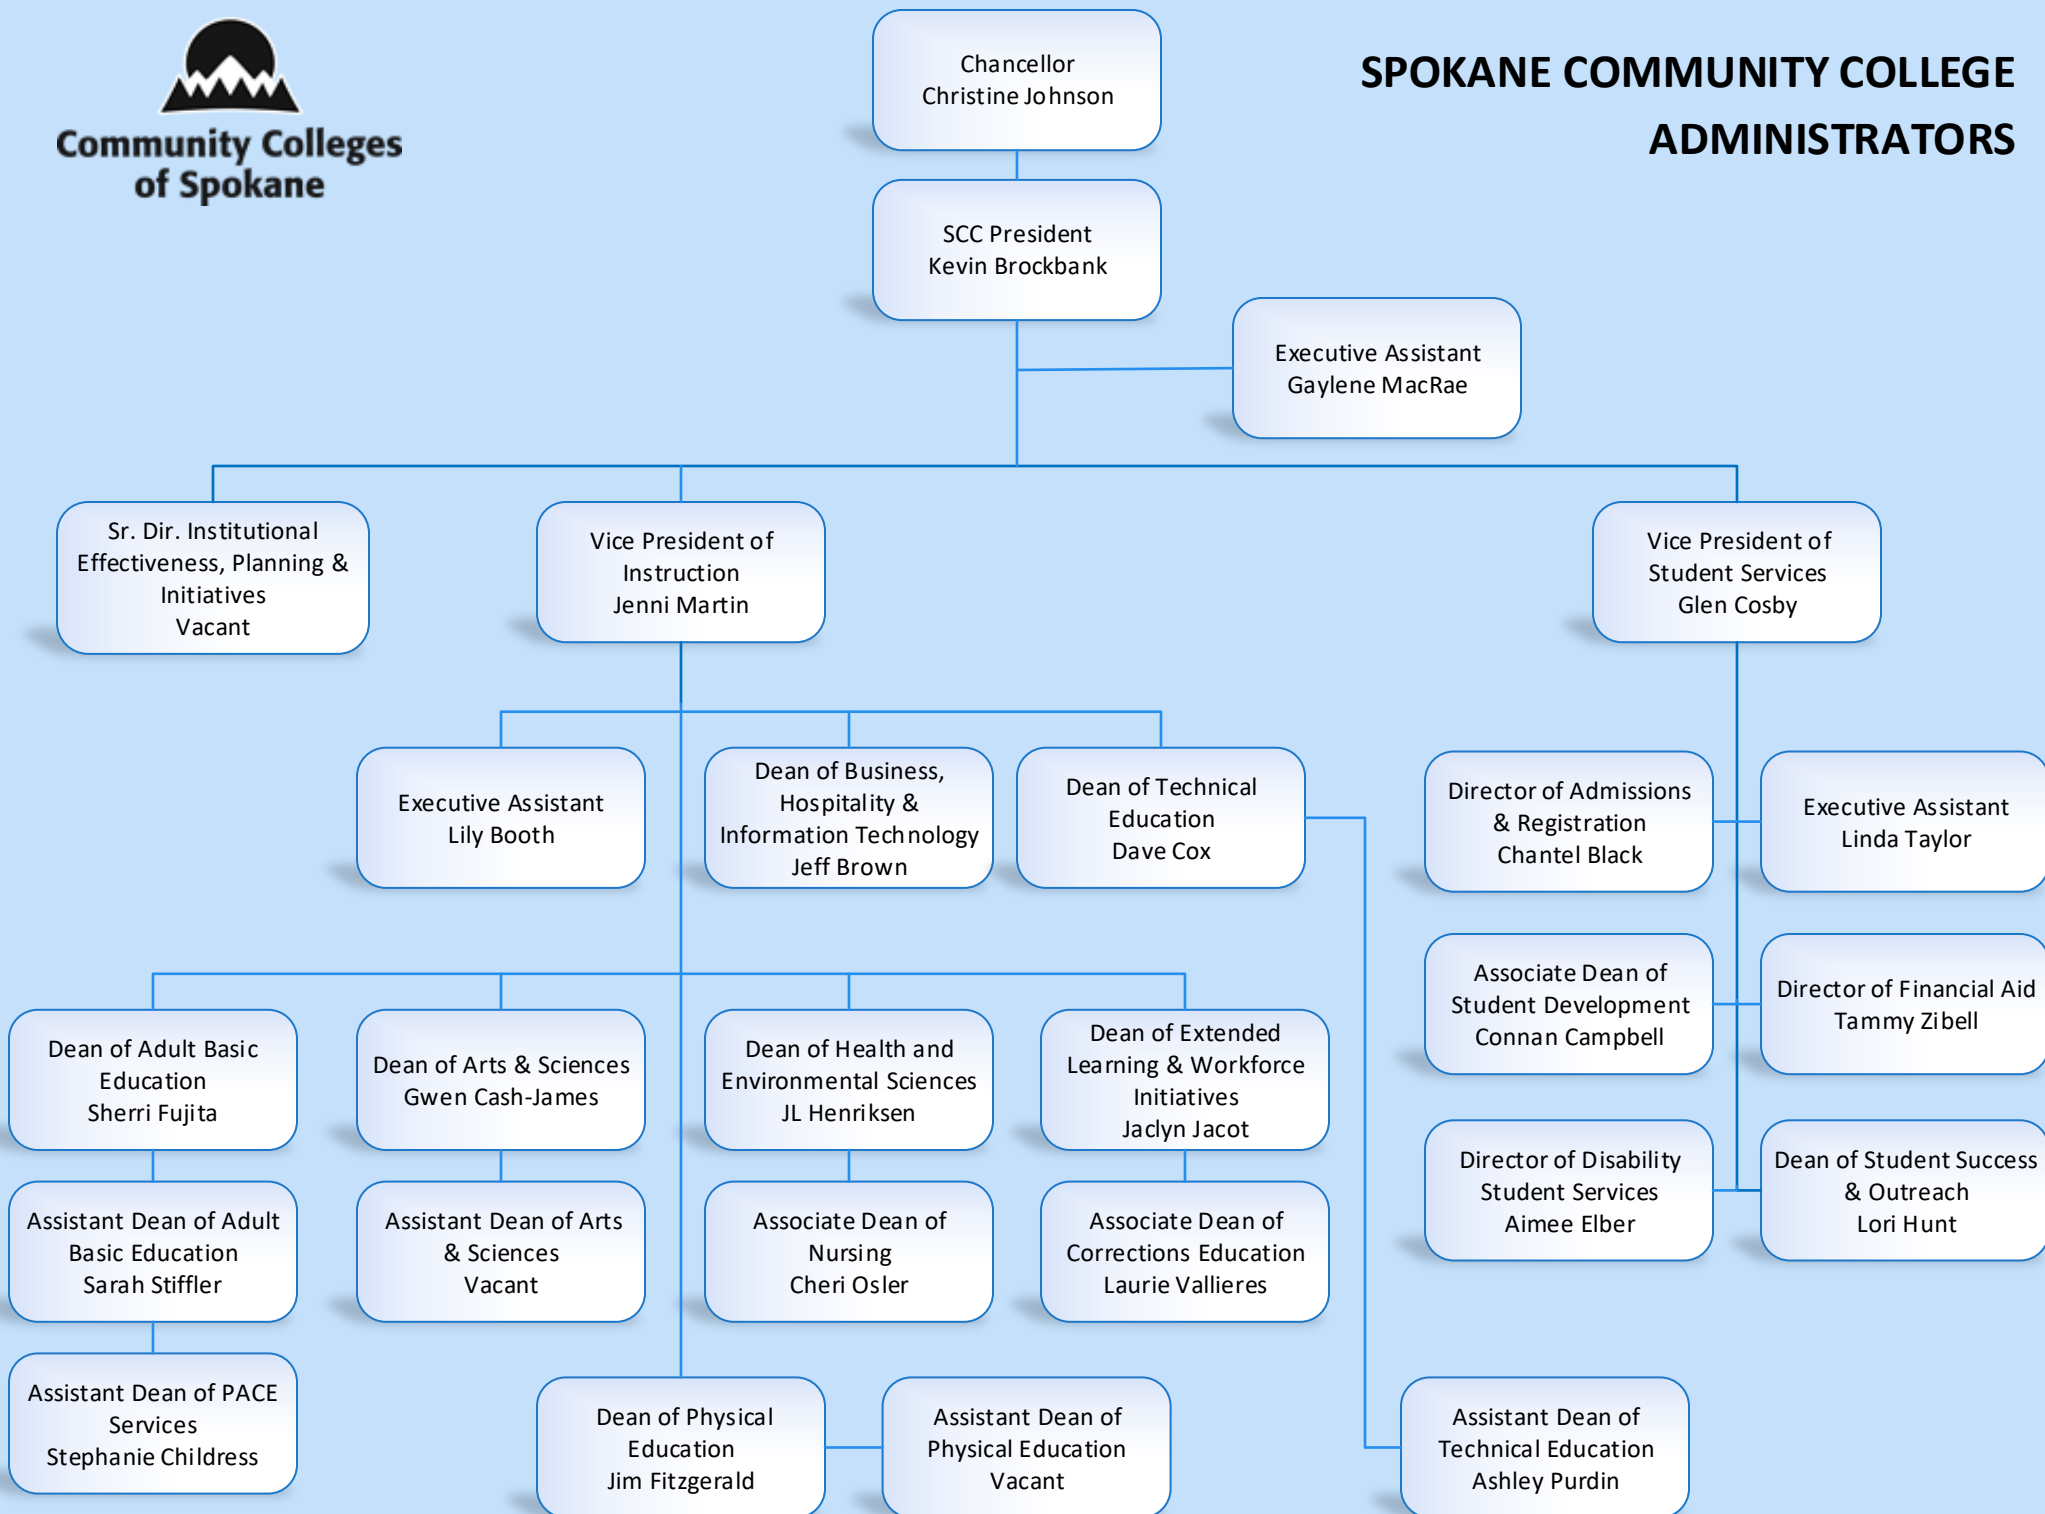 Community Colleges
of Spokane
SPOKANE COMMUNITY COLLEGE
ADMINISTRATORS
Chancellor
Christine Johnson
SCC President
Kevin Brockbank
Executive Assistant
Gaylene MacRae
Sr. Dir. Institutional
Effectiveness, Planning &
Initiatives
Vacant
Vice President of
Instruction
Jenni Martin
Vice President of
Student Services
Glen Cosby
Executive Assistant
Lily Booth
Dean of Business,
Hospitality &
Information Technology
Jeff Brown
Dean of Technical
Education
Dave Cox
Director of Admissions
& Registration
Chantel Black
Executive Assistant
Linda Taylor
Associate Dean of
Student Development
Connan Campbell
Director of Financial Aid
Tammy Zibell
Dean of Adult Basic
Education
Sherri Fujita
Dean of Arts & Sciences
Gwen Cash-James
Dean of Health and
Environmental Sciences
JL Henriksen
Dean of Extended
Learning & Workforce
Initiatives
Jaclyn Jacot
Director of Disability
Student Services
Aimee Elber
Dean of Student Success
& Outreach
Lori Hunt
Assistant Dean of Adult
Basic Education
Sarah Stiffler
Assistant Dean of Arts
& Sciences
Vacant
Associate Dean of
Nursing
Cheri Osler
Associate Dean of
Corrections Education
Laurie Vallieres
Assistant Dean of PACE
Services
Stephanie Childress
Dean of Physical
Education
Jim Fitzgerald
Assistant Dean of
Physical Education
Vacant
Assistant Dean of
Technical Education
Ashley Purdin